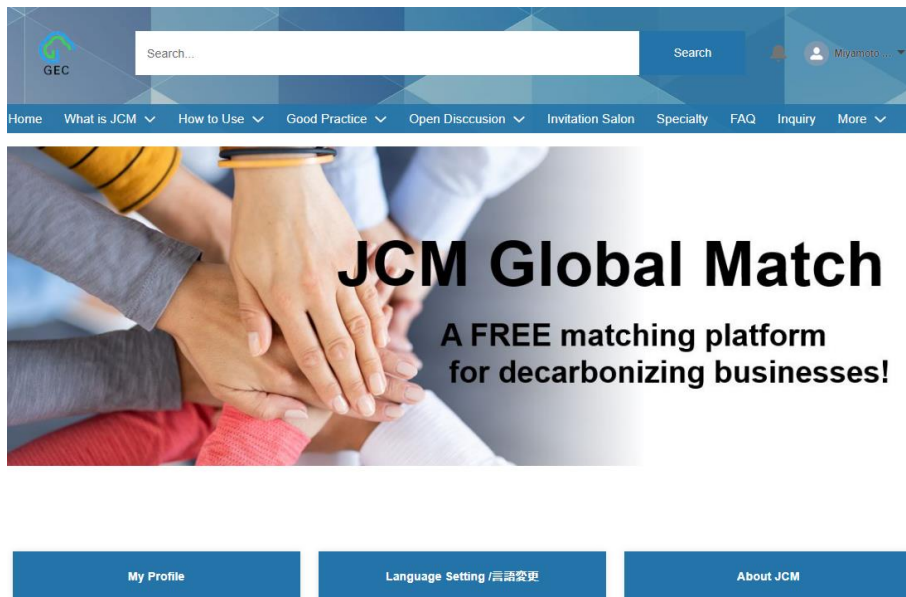 GEC
Search...
Search
Miyamoto...
Home What is JCM How to Use Good Practice Open Disccusion Invitation Salon Specialty FAQ Inquiry More
JCM Global Match
A FREE matching platform
for decarbonizing businesses!
My Profile
Language Setting /言語変更
About JCM